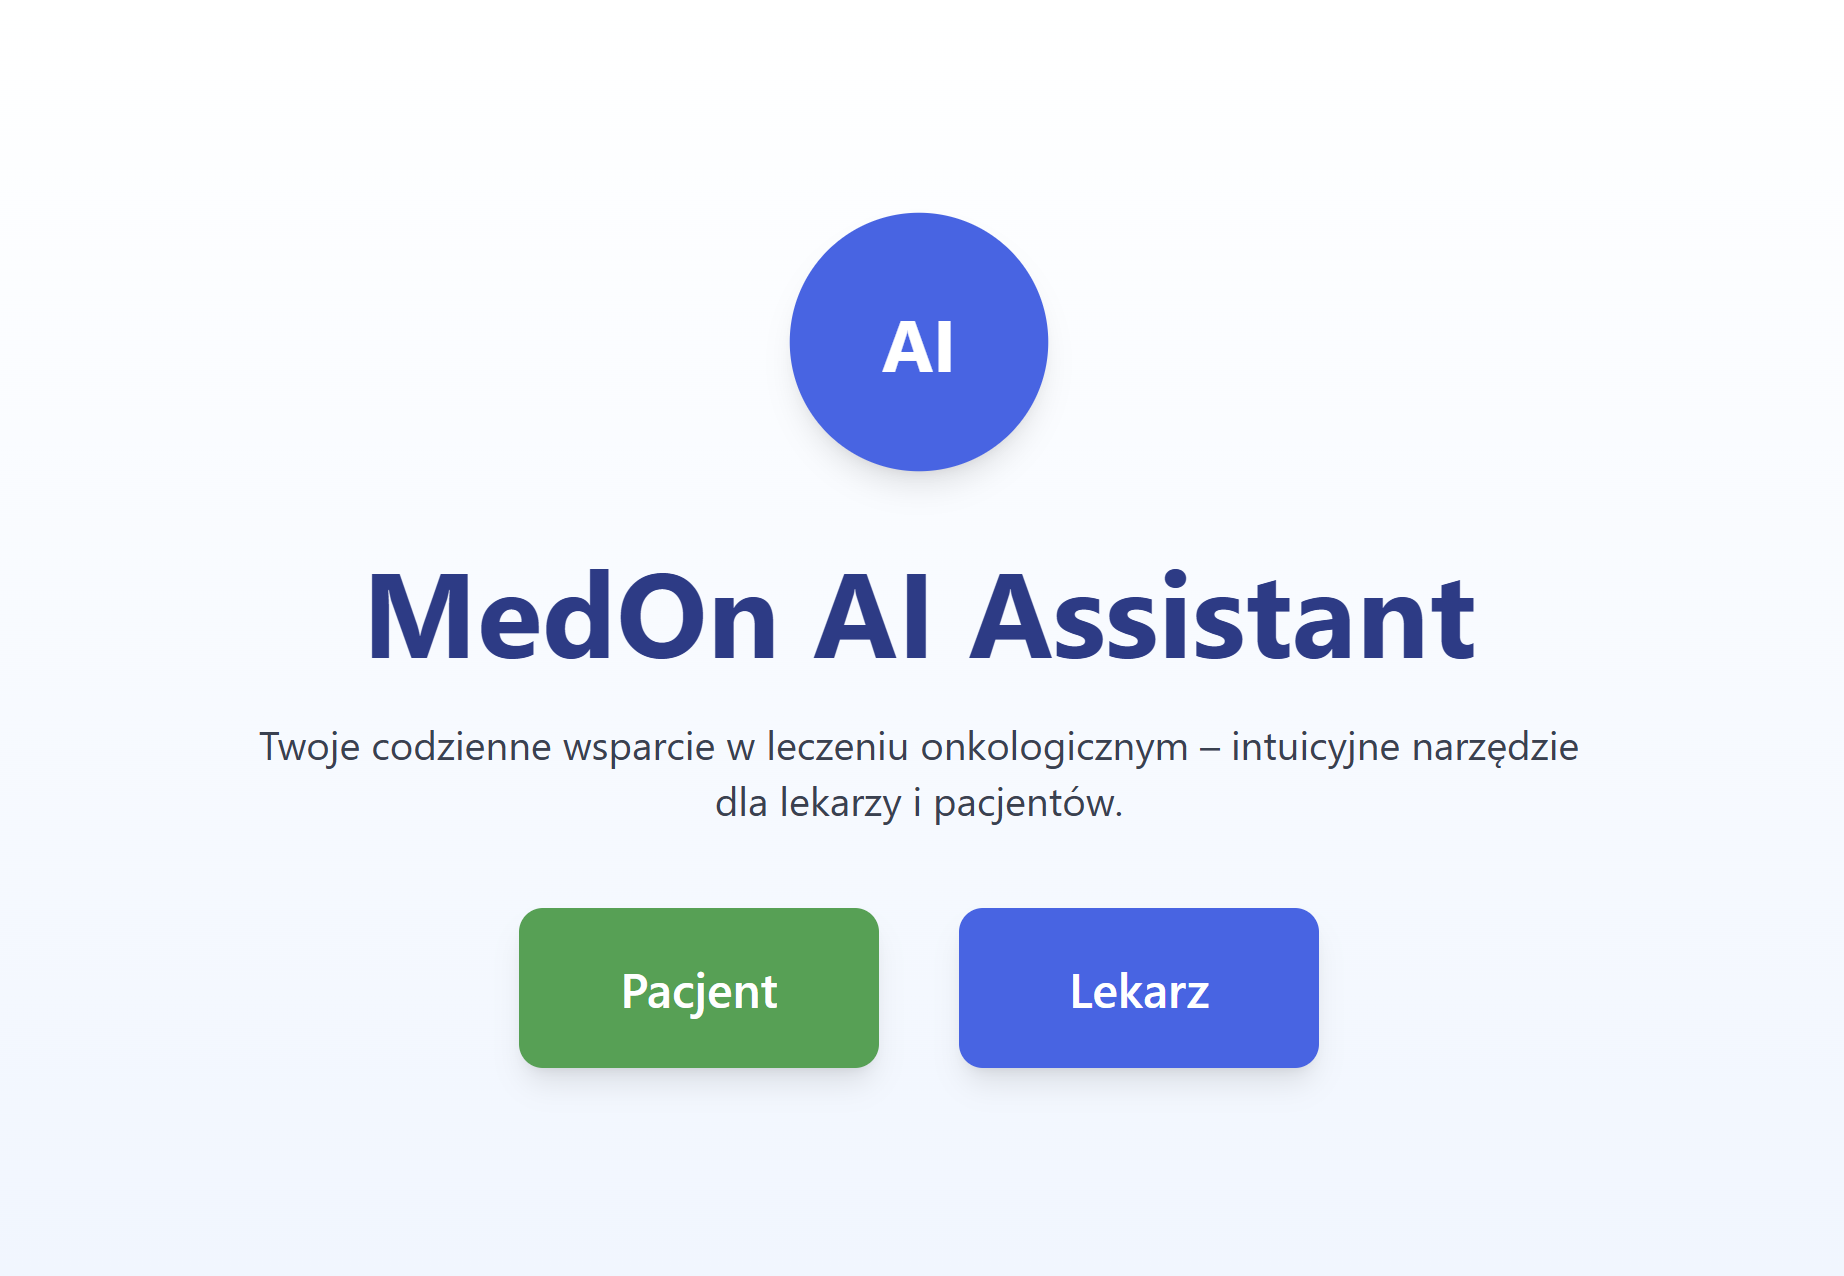 AI
MedOn AI Assistant
Twoje codzienne wsparcie w leczeniu onkologicznym – intuicyjne narzędzie
dla lekarzy i pacjentów.
Pacjent
Lekarz